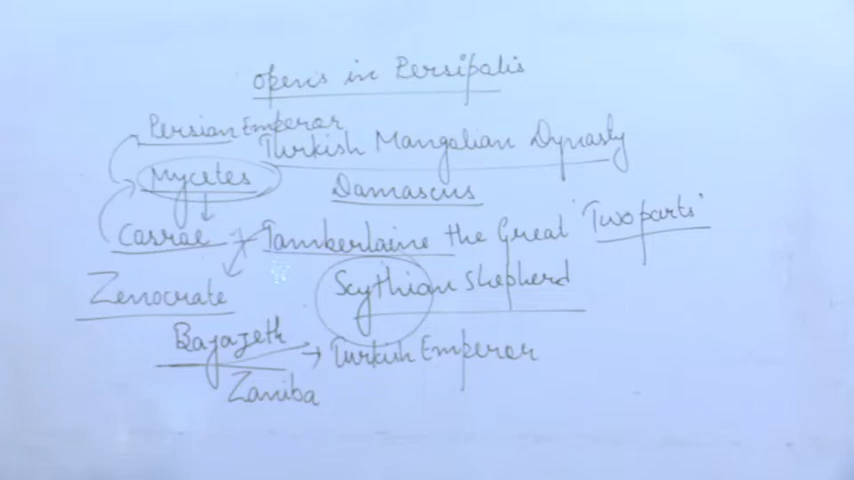 Opens in Persipolis
Persian Emperor
Turkish Mangolian Dynasty
Mycetes
Damascus
Casrae Tamberlaine the Great 'Two parts'
Zenocrate
Scythian Shepherd
Bajazeth
Turkish Emperor
Zaniba